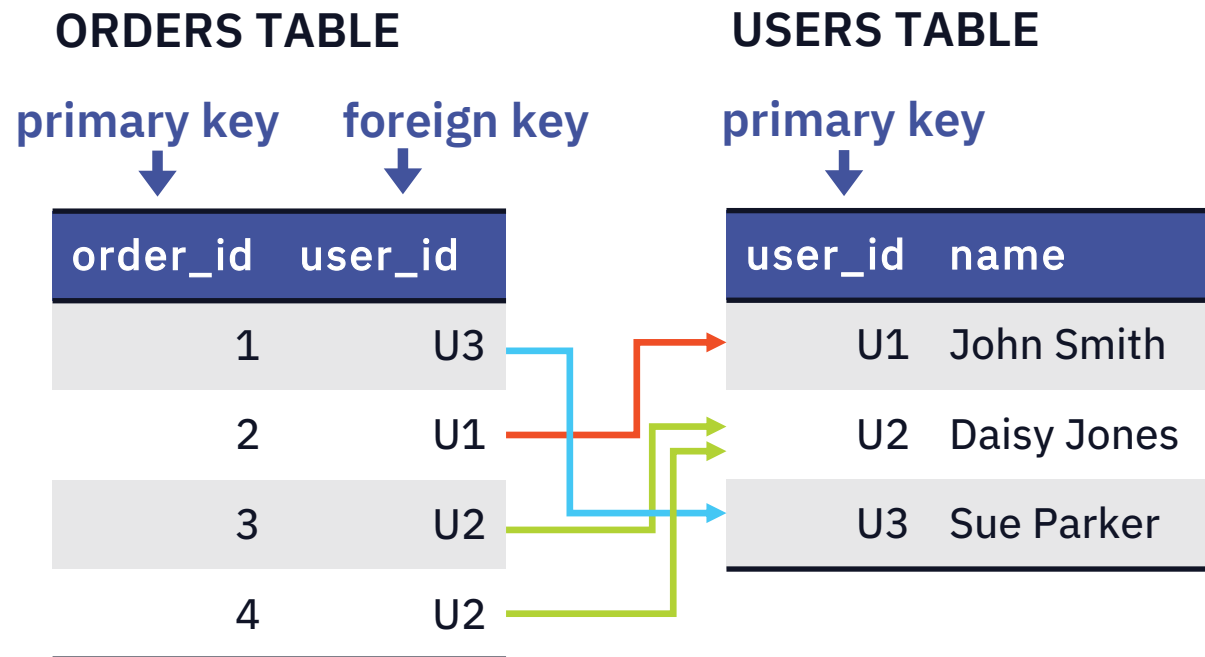 ORDERS TABLE
USERS TABLE
primary key
foreign key
primary key
order_id user_id
1 U3
2 U1
3 U2
4 U2
user_id name
U1 John Smith
U2 Daisy Jones
U3 Sue Parker